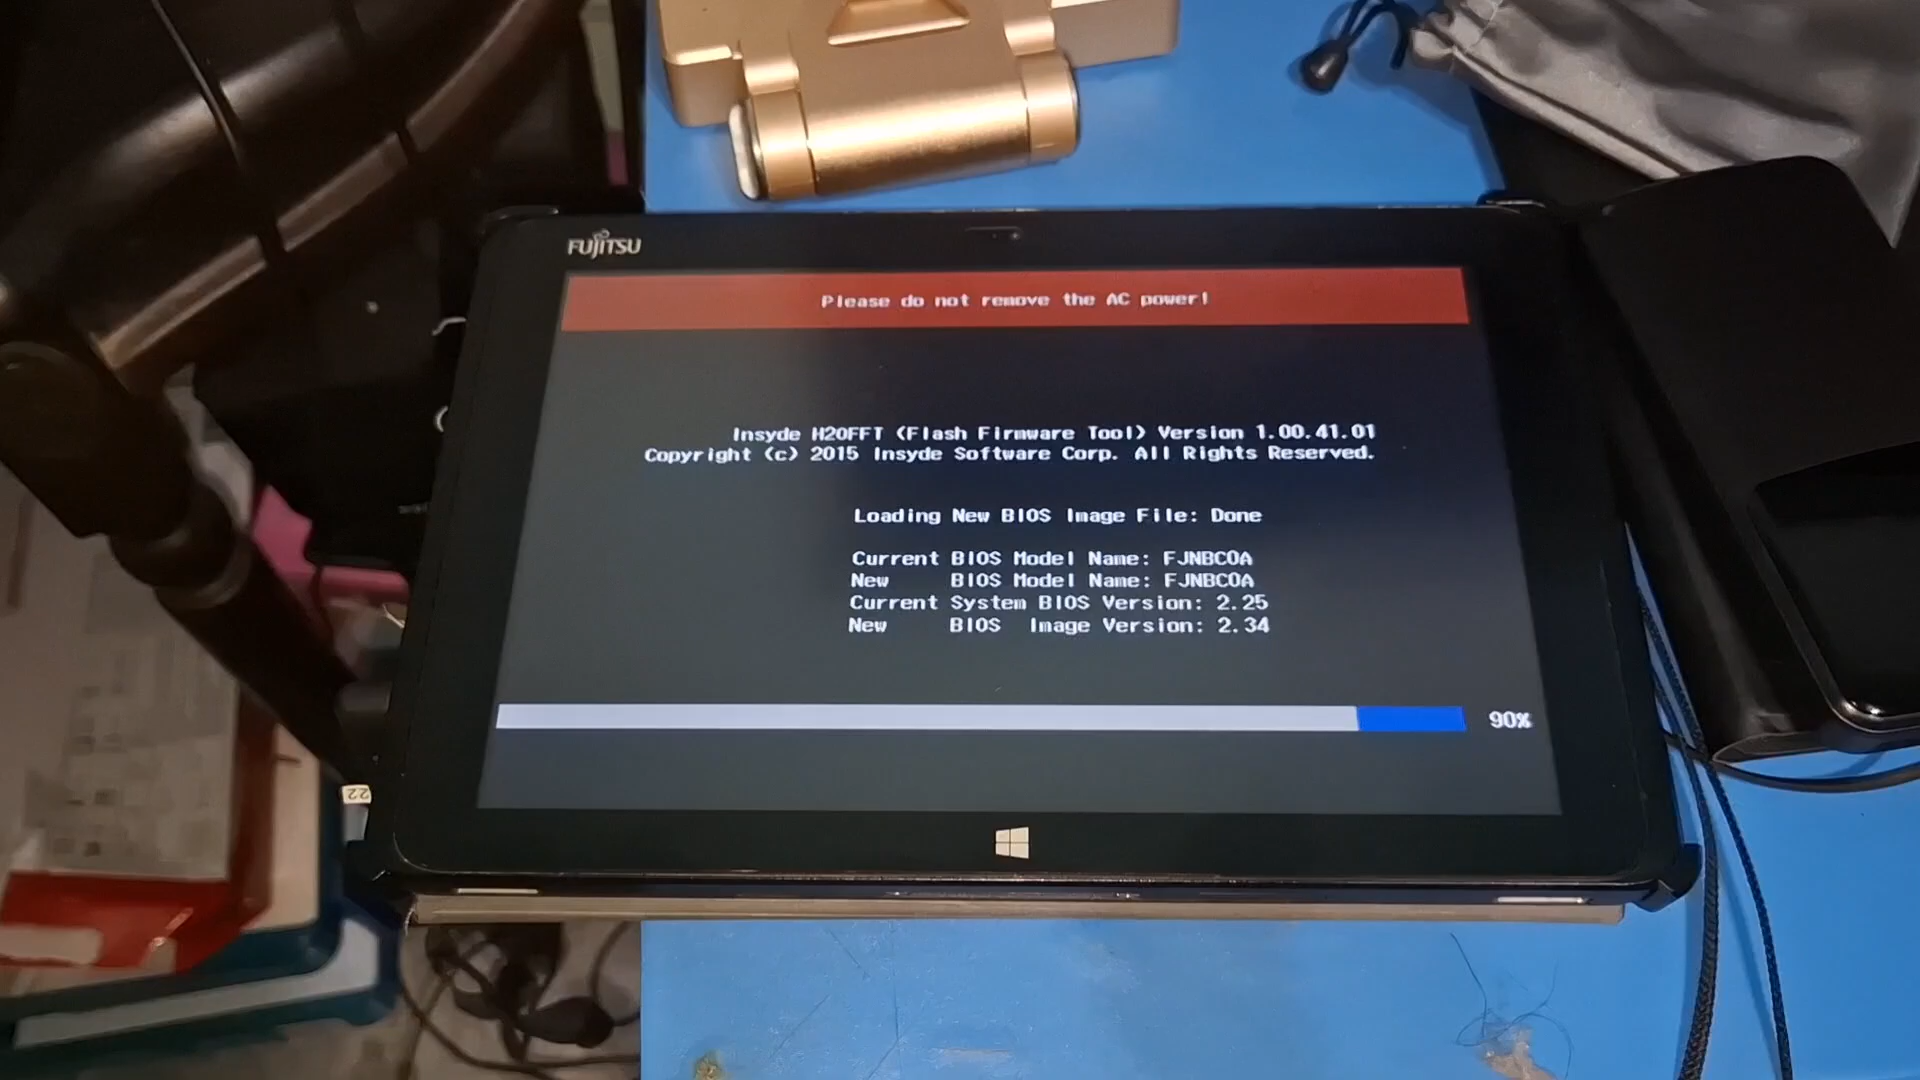 FUJITSU
Please do not remove the AC power!
Insyde H2OFFT (Flash Firmware Tool) Version 1.00.41.01
Copyright (c) 2015 Insyde Software Corp. All Rights Reserved.
Loading New BIOS Image File: Done
Current BIOS Model Name: FJNBC0A
New BIOS Model Name: FJNBC0A
Current System BIOS Version: 2.25
New BIOS Image Version: 2.34
90%
22